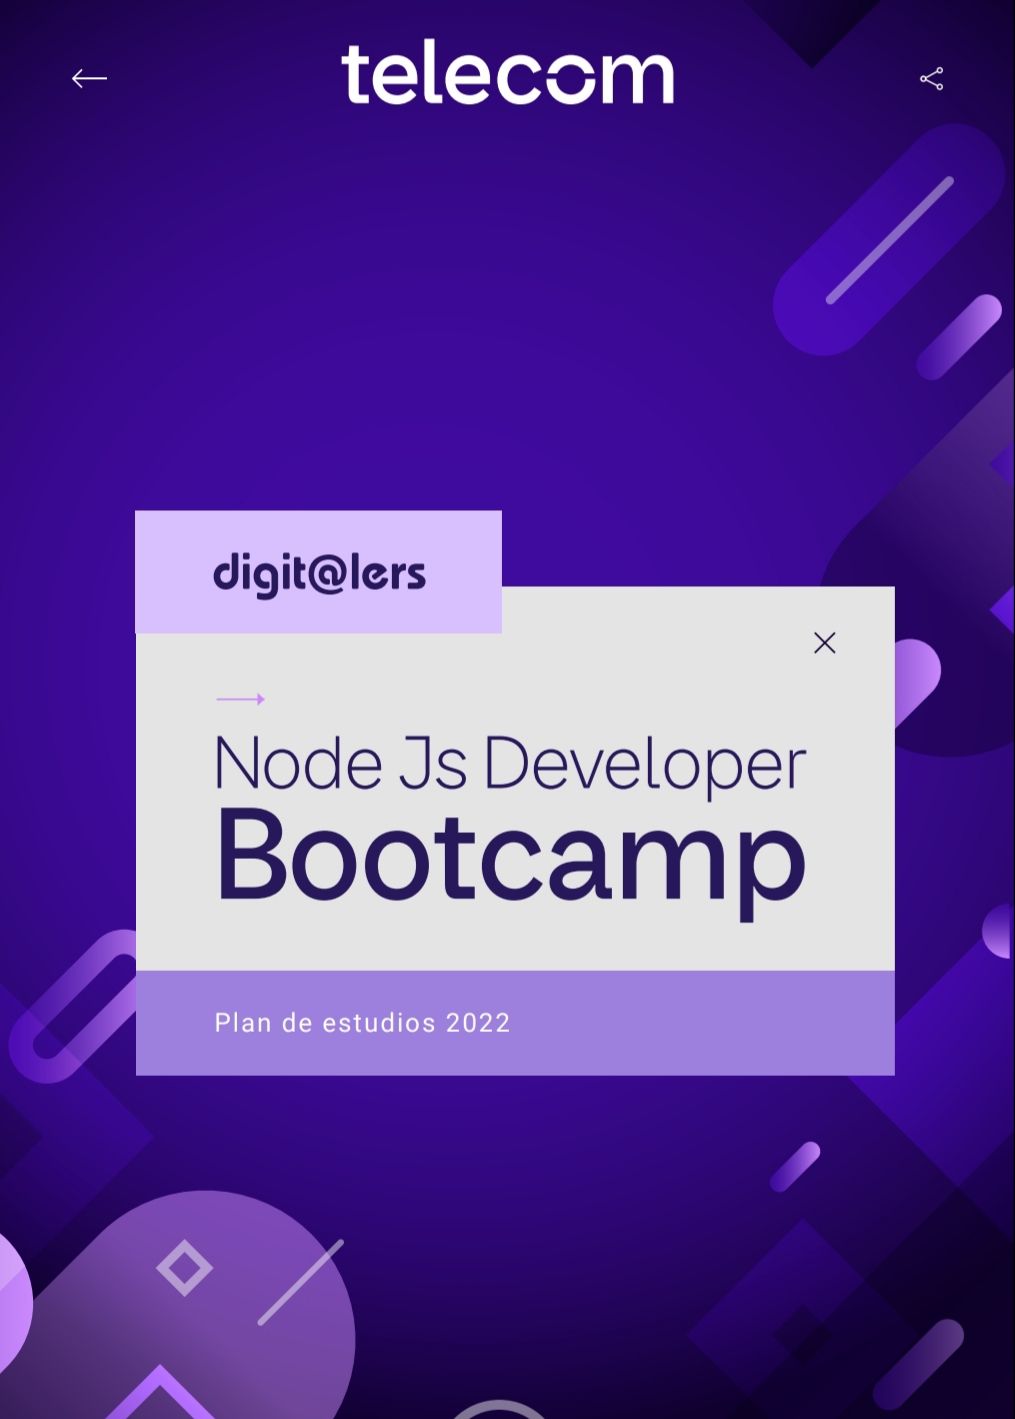 telecom
digit@lers
Node Js Developer
Bootcamp
Plan de estudios 2022